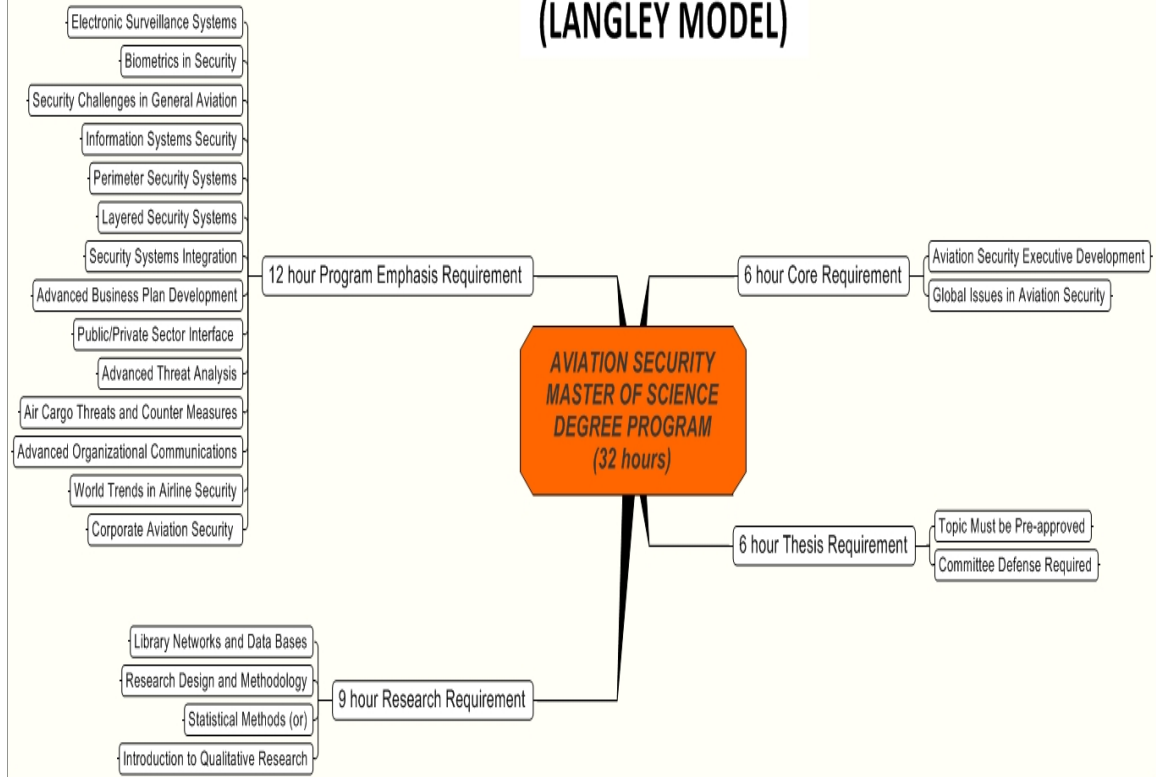 (LANGLEY MODEL)
Electronic Surveillance Systems
Biometrics in Security
Security Challenges in General Aviation
Information Systems Security
Perimeter Security Systems
Layered Security Systems
Security Systems Integration
Advanced Business Plan Development
Public/Private Sector Interface
Advanced Threat Analysis
Air Cargo Threats and Counter Measures
Advanced Organizational Communications
World Trends in Airline Security
Corporate Aviation Security
12 hour Program Emphasis Requirement
6 hour Core Requirement
Aviation Security Executive Development
Global Issues in Aviation Security
AVIATION SECURITY
MASTER OF SCIENCE
DEGREE PROGRAM
(32 hours)
6 hour Thesis Requirement
Topic Must be Pre-approved
Committee Defense Required
Library Networks and Data Bases
Research Design and Methodology
Statistical Methods (or)
Introduction to Qualitative Research
9 hour Research Requirement